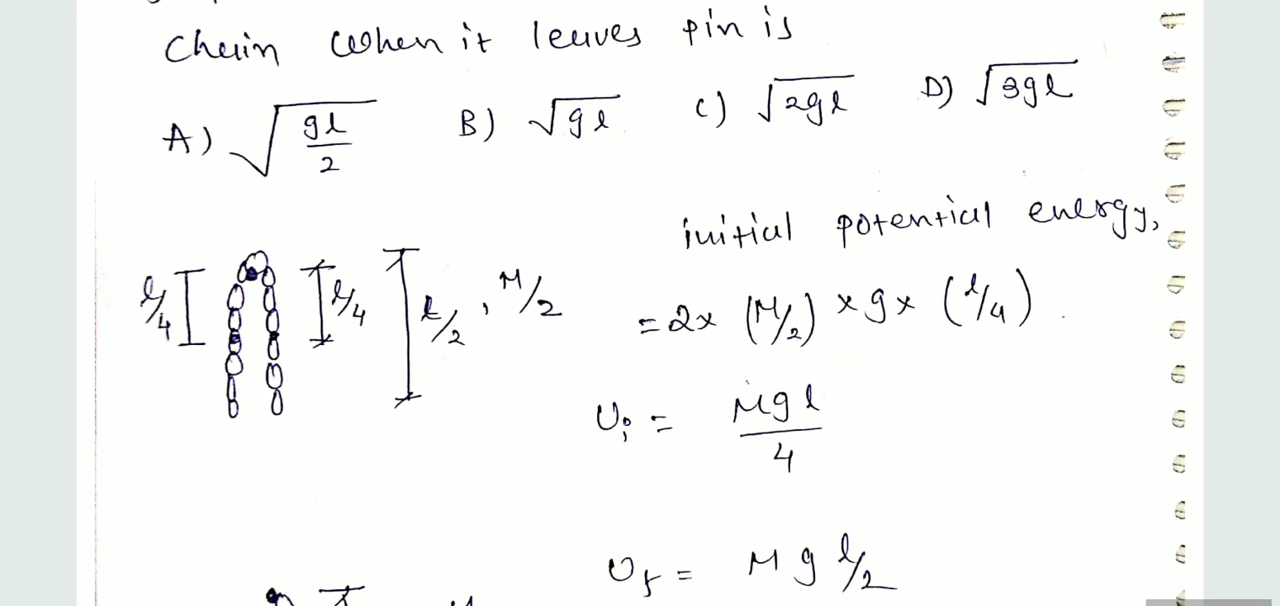 Chain when it leaves pin is
A) √(gl/2) B) √gl C) √2gl D) √3gl
initial potential energy,
l/4 l/4 l/2, M/2
= 2x (M/2) x g x (l/4)
Ui = Mgl/4
Uf = Mg l/2